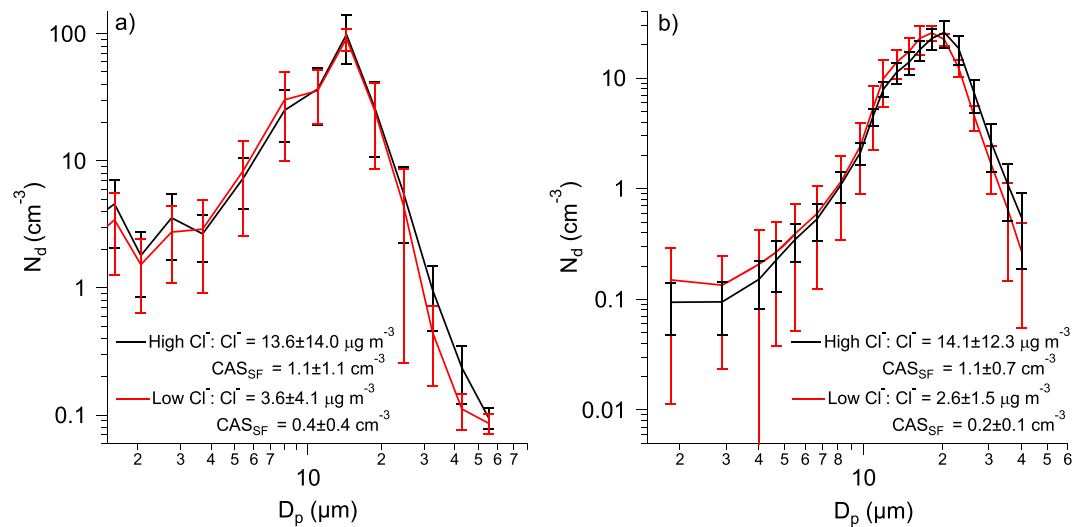 a)
100
10
1
0.1
N_d (cm^-3)
High Cl^-: Cl^- = 13.6±14.0 µg m^-3
CAS_SF = 1.1±1.1 cm^-3
Low Cl^-: Cl^- = 3.6±4.1 µg m^-3
CAS_SF = 0.4±0.4 cm^-3
2 3 4 5 6 7 8 10 2 3 4 5 6 7
D_p (µm)
b)
10
1
0.1
0.01
N_d (cm^-3)
High Cl^-: Cl^- = 14.1±12.3 µg m^-3
CAS_SF = 1.1±0.7 cm^-3
Low Cl^-: Cl^- = 2.6±1.5 µg m^-3
CAS_SF = 0.2±0.1 cm^-3
2 3 4 5 6 7 8 10 2 3 4 5 6
D_p (µm)